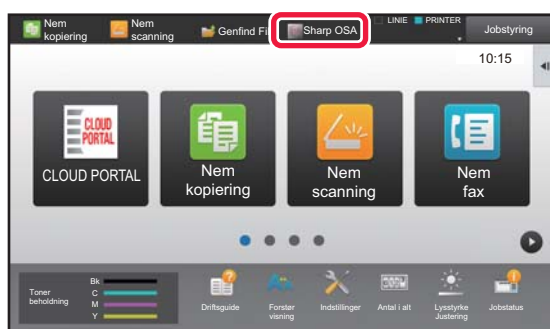 Nem kopiering
Nem scanning
Genfind Fil
Sharp OSA
LINIE
PRINTER
Jobstyring
10:15
CLOUD PORTAL
CLOUD PORTAL
Nem
kopiering
Nem
scanning
Nem
fax
Toner
beholdning
Bk
C
M
Y
Driftsguide
Forstør
visning
Indstillinger
Antal i alt
Lysstyrke
Justering
Jobstatus